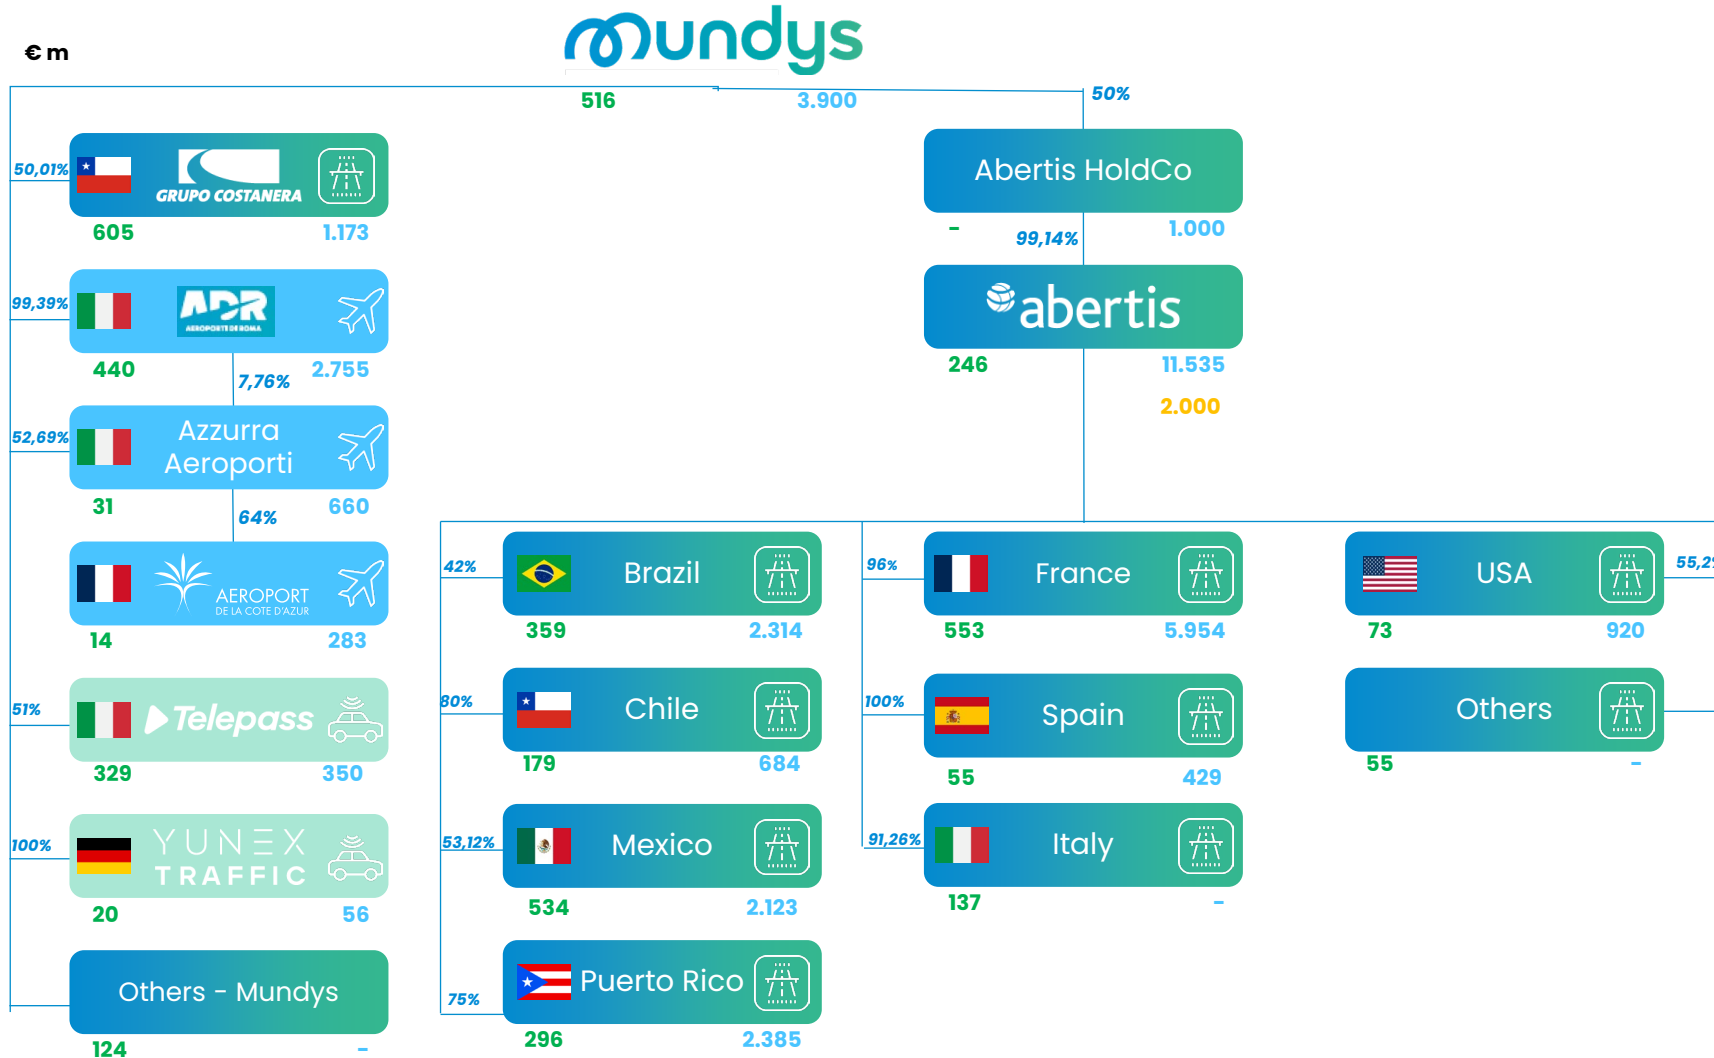 mundys
€ m
516
3.900
50%
50,01%
GRUPO COSTANERA
605
1.173
99,39%
ADR
AEROPORTI DE ROMA
440
2.755
7,76%
52,69%
Azzurra
Aeroporti
31
660
64%
AEROPORT
DE LA COTE D'AZUR
14
283
51%
Telepass
329
350
100%
YUNEX
TRAFFIC
20
56
Others - Mundys
124
-
Abertis HoldCo
-
1.000
99,14%
abertis
246
11.535
2.000
42%
Brazil
359
2.314
80%
Chile
179
684
53,12%
Mexico
534
2.123
75%
Puerto Rico
296
2.385
96%
France
553
5.954
100%
Spain
55
429
91,26%
Italy
137
-
USA
55,2%
73
920
Others
55
-